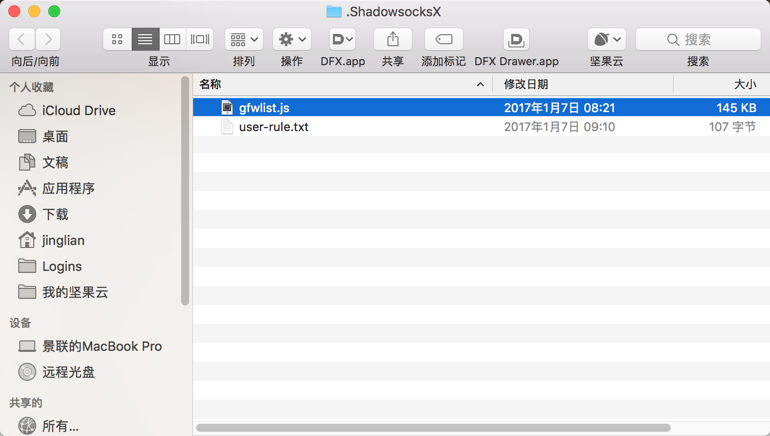 .ShadowsocksX
向后/向前 显示 排列 操作 DFX.app 共享 添加标记 DFX Drawer.app 坚果云 搜索
搜索
个人收藏
iCloud Drive
桌面
文稿
应用程序
下载
jinglian
Logins
我的坚果云
设备
景联的MacBook Pro
远程光盘
共享的
所有...
名称 修改日期 大小
gfwlist.js 2017年1月7日 08:21 145 KB
user-rule.txt 2017年1月7日 09:10 107 字节